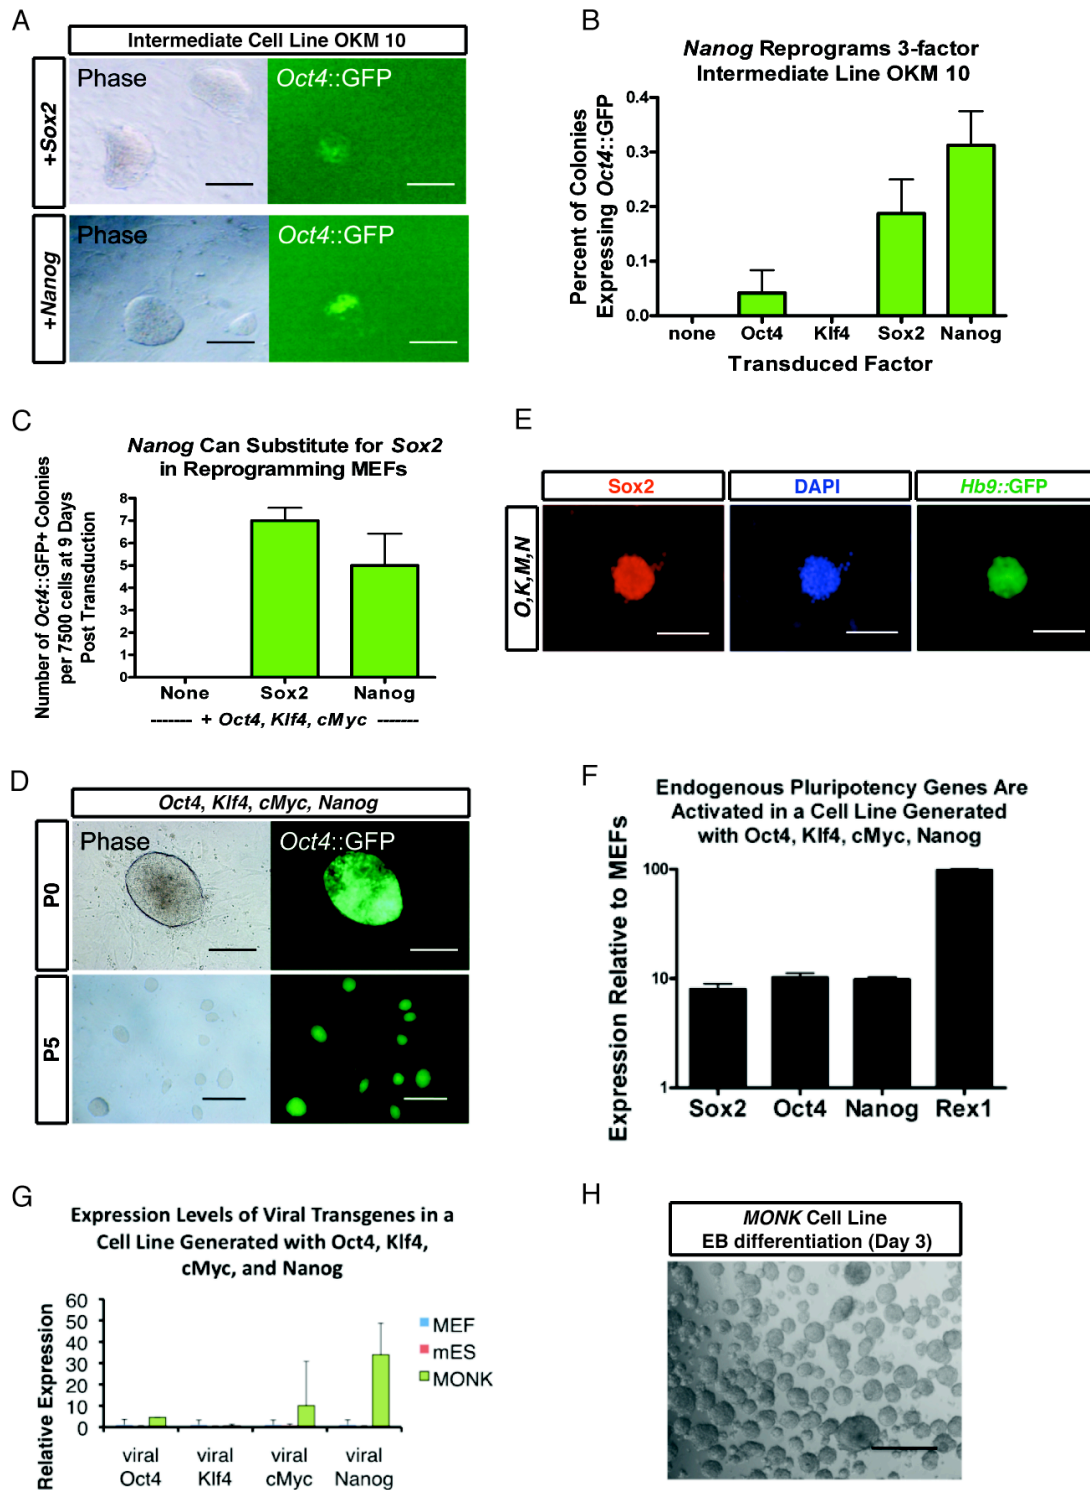 A
Intermediate Cell Line OKM 10
+Sox2
Phase
Oct4::GFP
+Nanog
Phase
Oct4::GFP
B
Nanog Reprograms 3-factor
Intermediate Line OKM 10
Percent of Colonies
Expressing Oct4::GFP
0.4
0.3
0.2
0.1
0.0
none Oct4 Klf4 Sox2 Nanog
Transduced Factor
C
Nanog Can Substitute for Sox2
in Reprogramming MEFs
Number of Oct4::GFP+ Colonies
per 7500 cells at 9 Days
Post Transduction
8
7
6
5
4
3
2
1
0
None Sox2 Nanog
------- + Oct4, Klf4, cMyc -------
E
Sox2 DAPI Hb9::GFP
O,K,M,N
D
Oct4, Klf4, cMyc, Nanog
P0
Phase
Oct4::GFP
P5
F
Endogenous Pluripotency Genes Are
Activated in a Cell Line Generated
with Oct4, Klf4, cMyc, Nanog
Expression Relative to MEFs
100
10
1
Sox2 Oct4 Nanog Rex1
G
Expression Levels of Viral Transgenes in a
Cell Line Generated with Oct4, Klf4,
cMyc, and Nanog
Relative Expression
60
50
40
30
20
10
0
viral viral viral viral
Oct4 Klf4 cMyc Nanog
MEF
mES
MONK
H
MONK Cell Line
EB differentiation (Day 3)